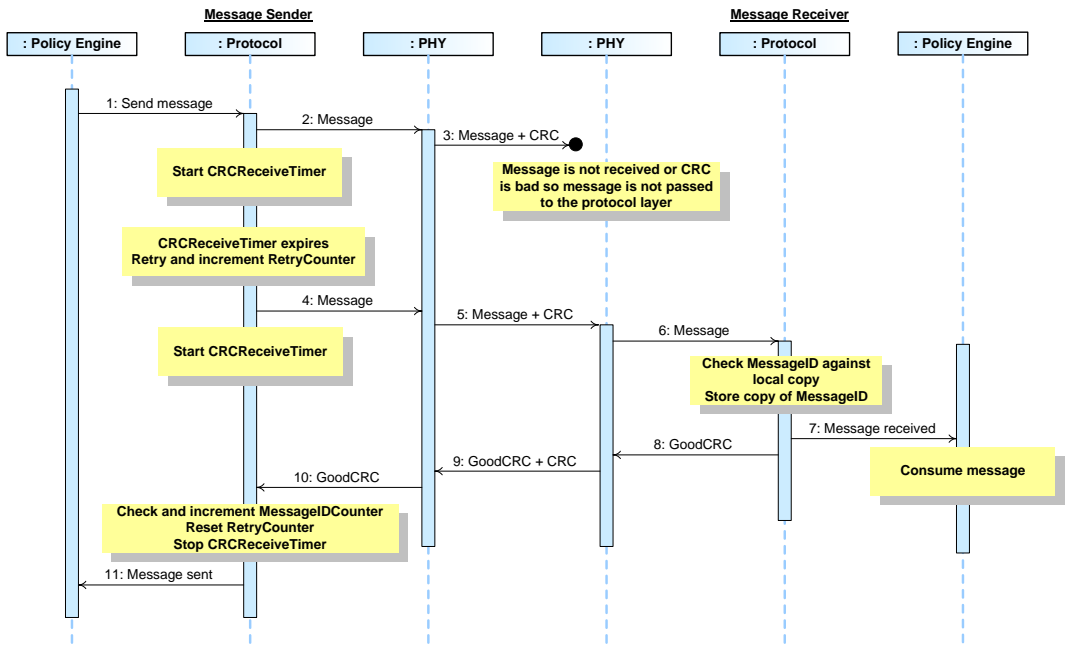 Message Sender
Message Receiver
: Policy Engine
: Protocol
: PHY
: PHY
: Protocol
: Policy Engine
1: Send message
2: Message
3: Message + CRC
Start CRCReceiveTimer
Message is not received or CRC
is bad so message is not passed
to the protocol layer
CRCReceiveTimer expires
Retry and increment RetryCounter
4: Message
5: Message + CRC
6: Message
Start CRCReceiveTimer
Check MessageID against
local copy
Store copy of MessageID
7: Message received
8: GoodCRC
9: GoodCRC + CRC
10: GoodCRC
Consume message
Check and increment MessageIDCounter
Reset RetryCounter
Stop CRCReceiveTimer
11: Message sent